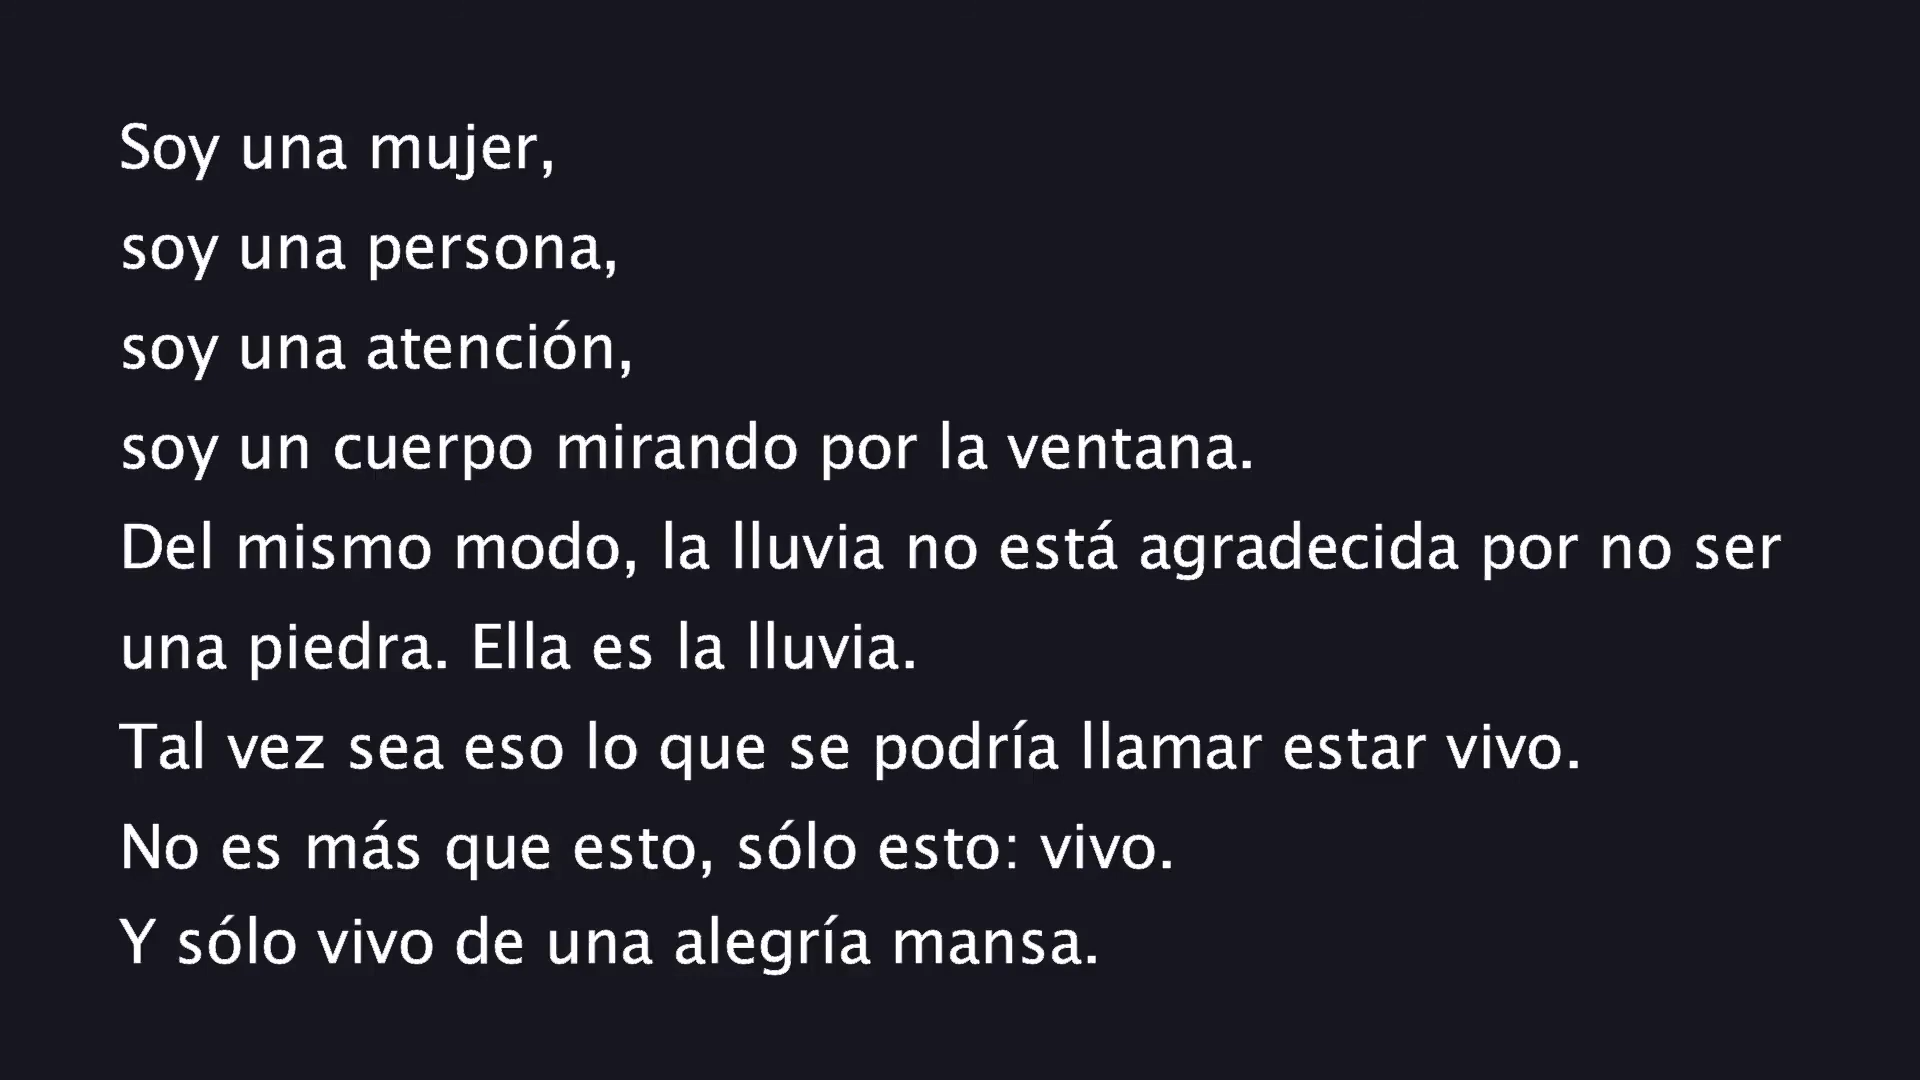 Soy una mujer,
soy una persona,
soy una atención,
soy un cuerpo mirando por la ventana.
Del mismo modo, la lluvia no está agradecida por no ser
una piedra. Ella es la lluvia.
Tal vez sea eso lo que se podría llamar estar vivo.
No es más que esto, sólo esto: vivo.
Y sólo vivo de una alegría mansa.